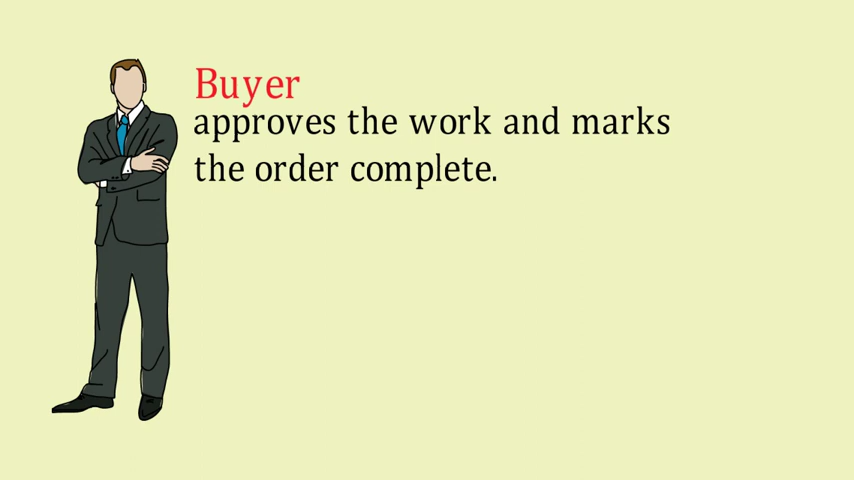 Buyer
approves the work and marks
the order complete.